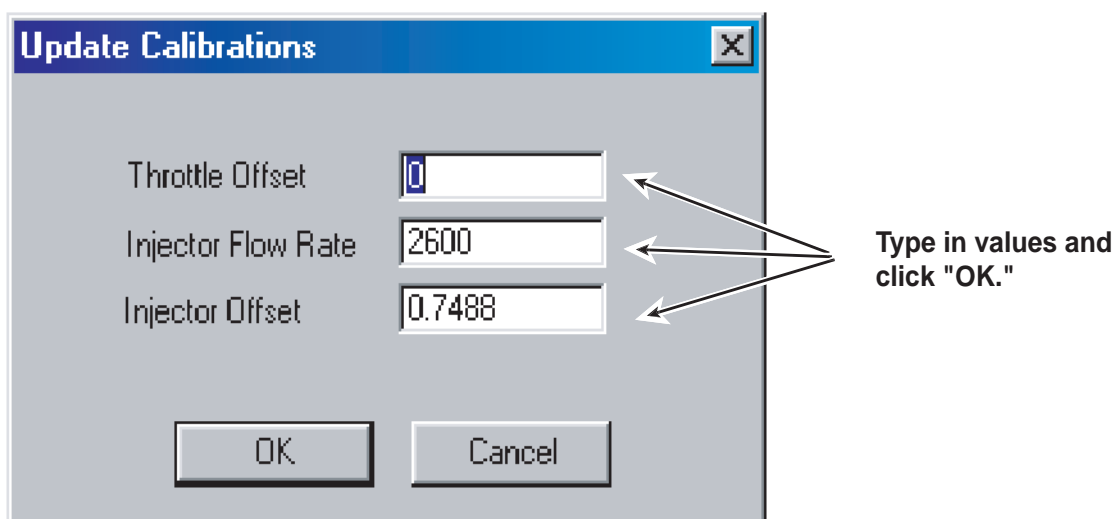 Update Calibrations
Throttle Offset 0
Injector Flow Rate 2600
Injector Offset 0.7488
Type in values and
click "OK."
OK Cancel